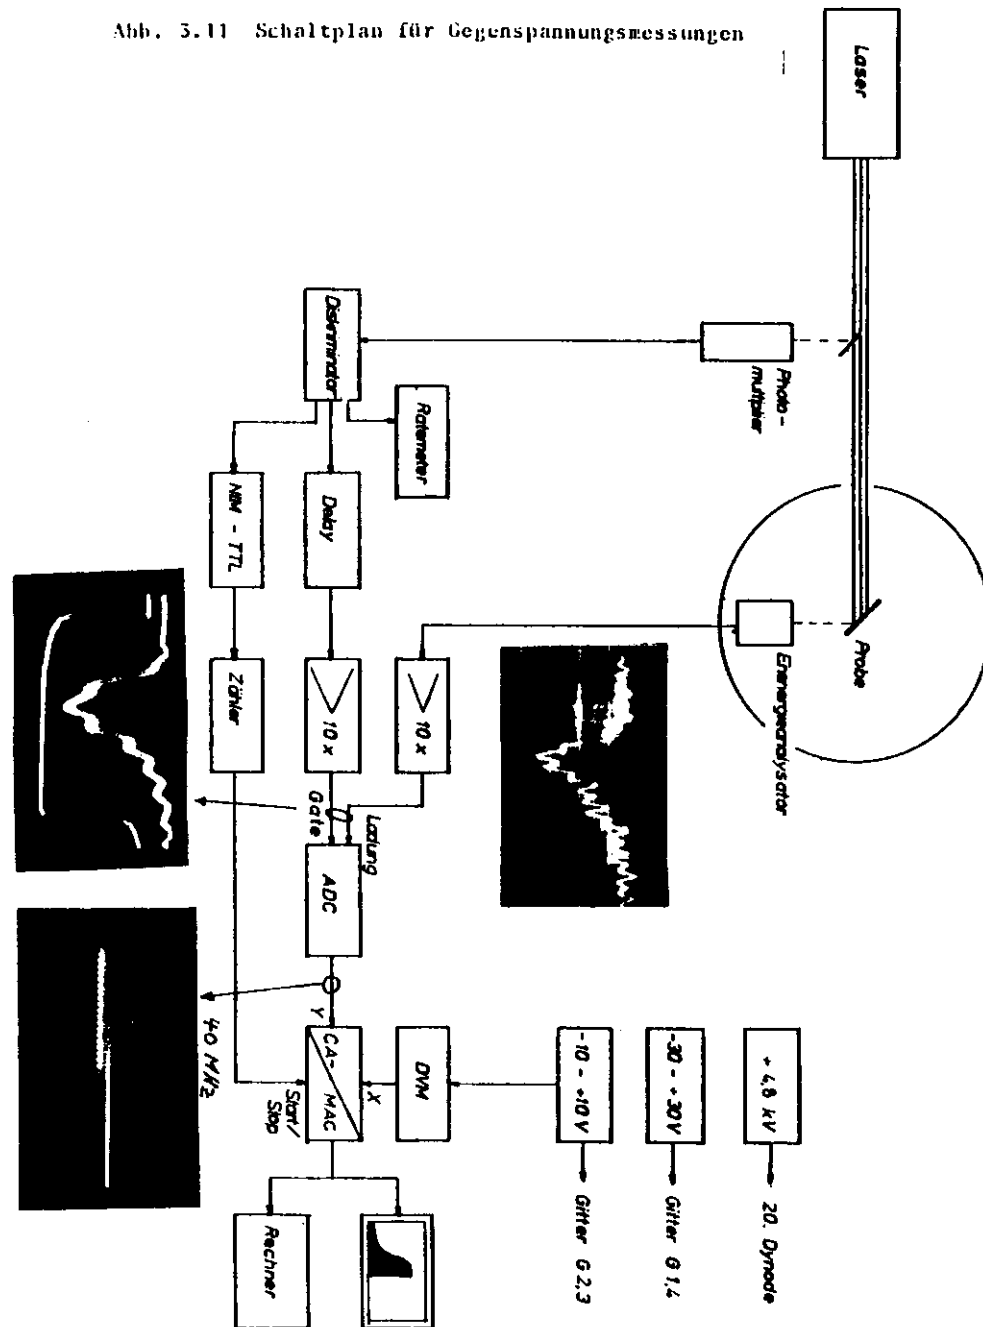 Abb. 3.11 Schaltplan für Gegenspannungsmessungen
Laser
Photo-
multiplier
Probe
Energieanalysator
Diskriminator
Ratemeter
NIM - TTL
Delay
Zähler
10 x
10 x
Gate
Ladung
ADC
40 MHz
Y
CA-
MAC
X
Start/
Stop
DVM
-10 - +10 V
Gitter G 2,3
-30 - +30 V
Gitter G 1,4
+ 4,8 kV
20. Dynode
Rechner